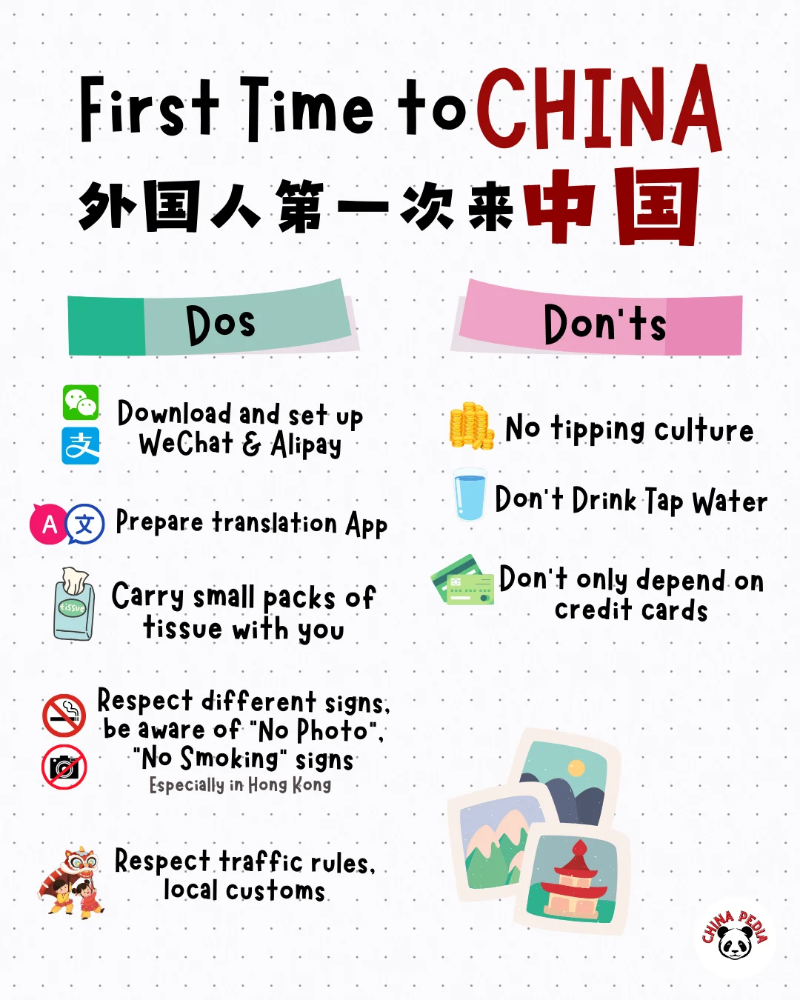 First Time to CHINA
外国人第一次来中国
Dos
Download and set up
WeChat & Alipay
支
A 文
Prepare translation App
tissue
Carry small packs of
tissue with you
Respect different signs,
be aware of "No Photo",
"No Smoking" signs
Especially in Hong Kong
Respect traffic rules,
local customs
Don'ts
No tipping culture
Don't Drink Tap Water
Don't only depend on
credit cards
CHINA PEDIA